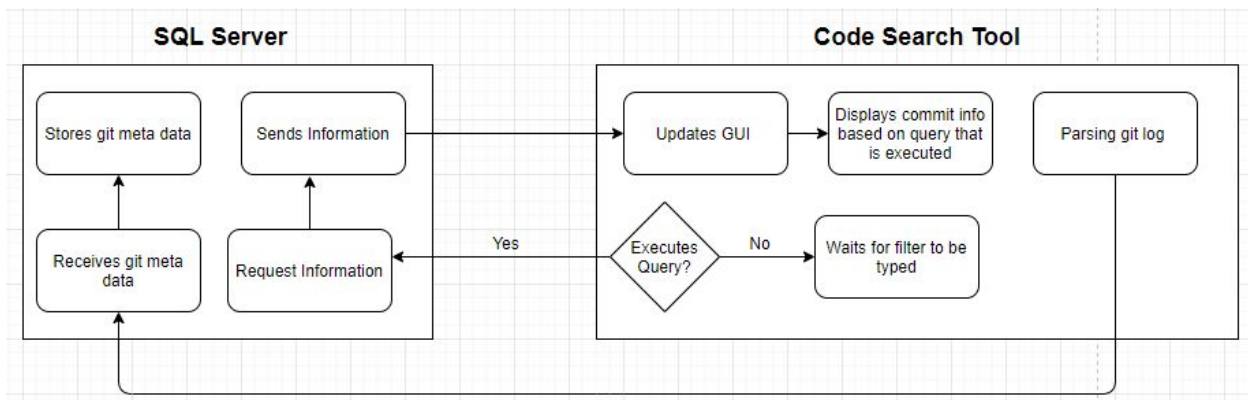 SQL Server
Code Search Tool
Stores git meta data
Sends Information
Updates GUI
Displays commit info
based on query that
is executed
Parsing git log
Receives git meta
data
Request Information
Yes
Executes
Query?
No
Waits for filter to be
typed